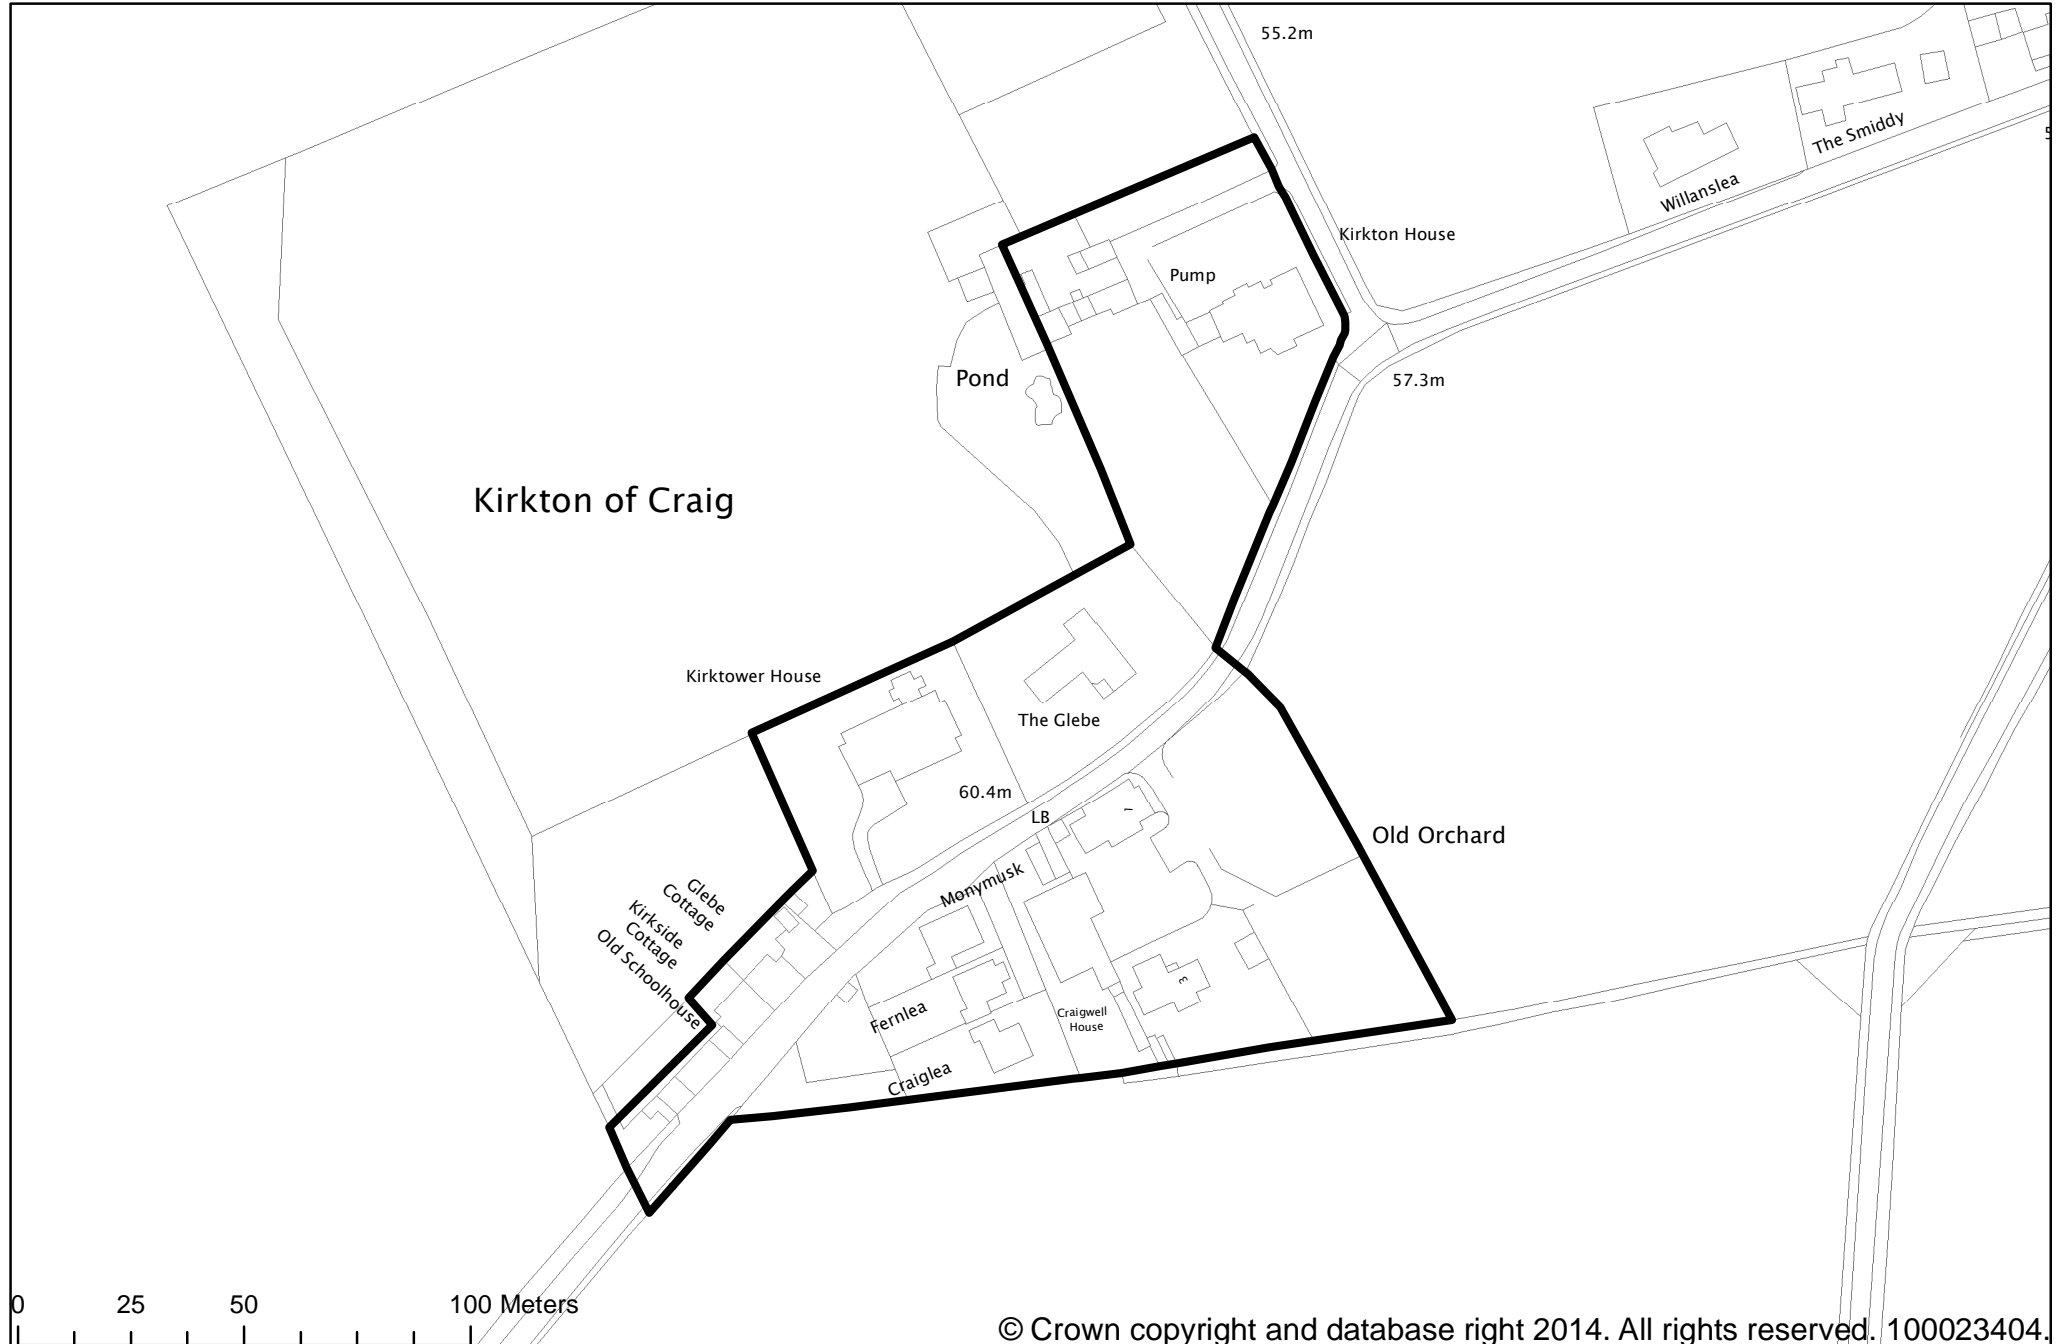 55.2m
The Smiddy
Willanslea
Kirkton House
Pump
Pond
57.3m
Kirkton of Craig
Kirktower House
The Glebe
60.4m
LB
1
Old Orchard
Monymusk
Glebe
Cottage
Kirkside
Cottage
Old Schoolhouse
3
Fernlea
Craigwell
House
Craiglea
0 25 50 100 Meters
© Crown copyright and database right 2014. All rights reserved. 100023404.